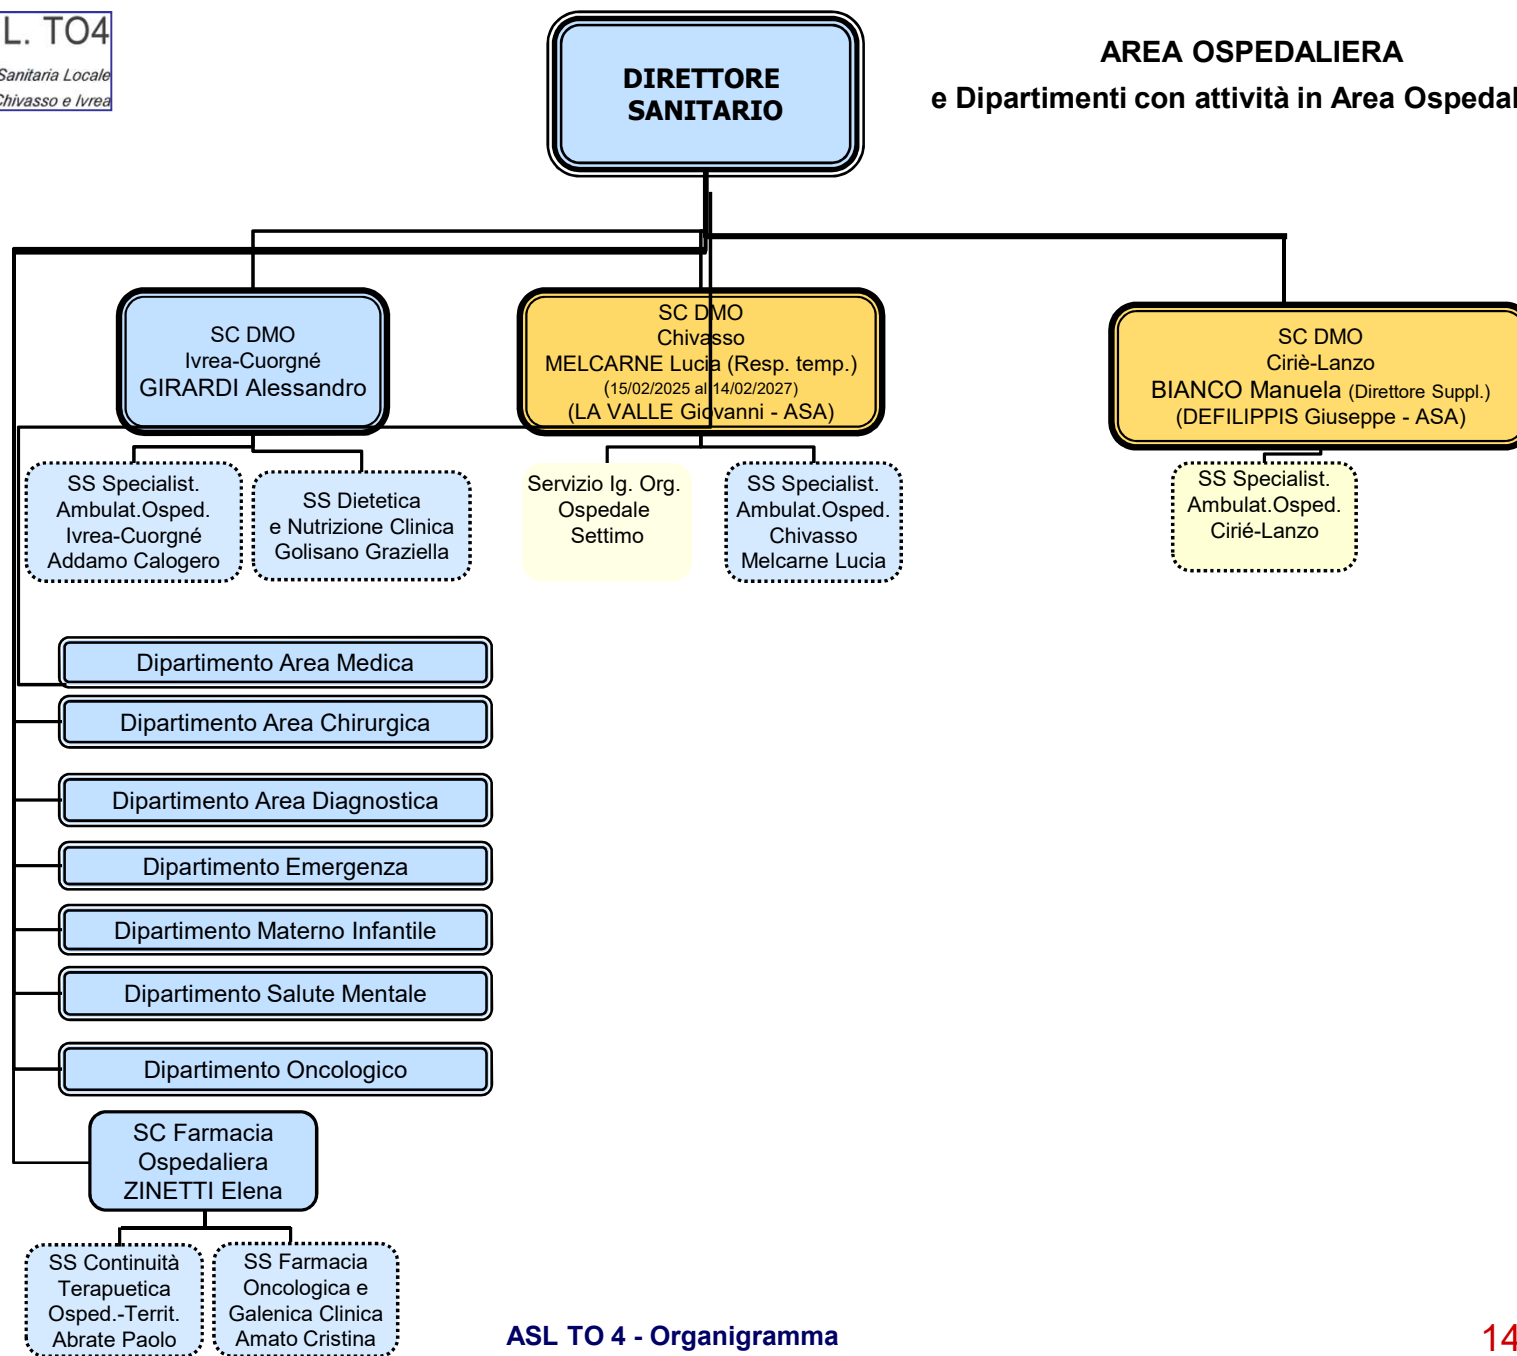 L. TO4
Sanitaria Locale
Chivasso e Ivrea
DIRETTORE
SANITARIO
AREA OSPEDALIERA
e Dipartimenti con attività in Area Ospedal
SC DMO
Ivrea-Cuorgné
GIRARDI Alessandro
SC DMO
Chivasso
MELCARNE Lucia (Resp. temp.)
(15/02/2025 al 14/02/2027)
(LA VALLE Giovanni - ASA)
SC DMO
Ciriè-Lanzo
BIANCO Manuela (Direttore Suppl.)
(DEFILIPPIS Giuseppe - ASA)
SS Specialist.
Ambulat.Osped.
Ivrea-Cuorgné
Addamo Calogero
SS Dietetica
e Nutrizione Clinica
Golisano Graziella
Servizio Ig. Org.
Ospedale
Settimo
SS Specialist.
Ambulat.Osped.
Chivasso
Melcarne Lucia
SS Specialist.
Ambulat.Osped.
Cirié-Lanzo
Dipartimento Area Medica
Dipartimento Area Chirurgica
Dipartimento Area Diagnostica
Dipartimento Emergenza
Dipartimento Materno Infantile
Dipartimento Salute Mentale
Dipartimento Oncologico
SC Farmacia
Ospedaliera
ZINETTI Elena
SS Continuità
Terapuetica
Osped.-Territ.
Abrate Paolo
SS Farmacia
Oncologica e
Galenica Clinica
Amato Cristina
ASL TO 4 - Organigramma
14